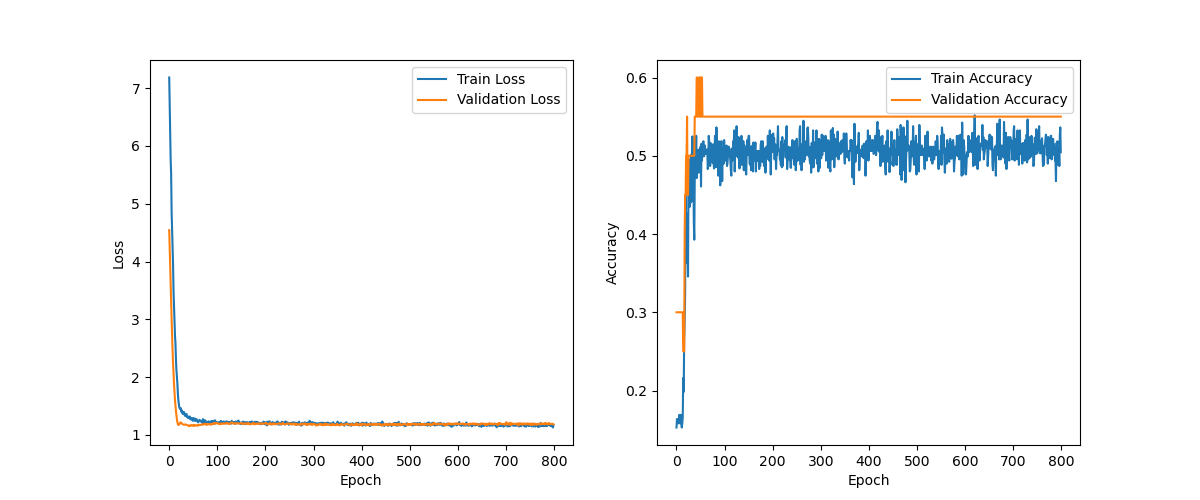 Train Loss
Validation Loss
7
6
5
4
3
2
1
Loss
0 100 200 300 400 500 600 700 800
Epoch
Train Accuracy
Validation Accuracy
0.6
0.5
0.4
0.3
0.2
Accuracy
0 100 200 300 400 500 600 700 800
Epoch